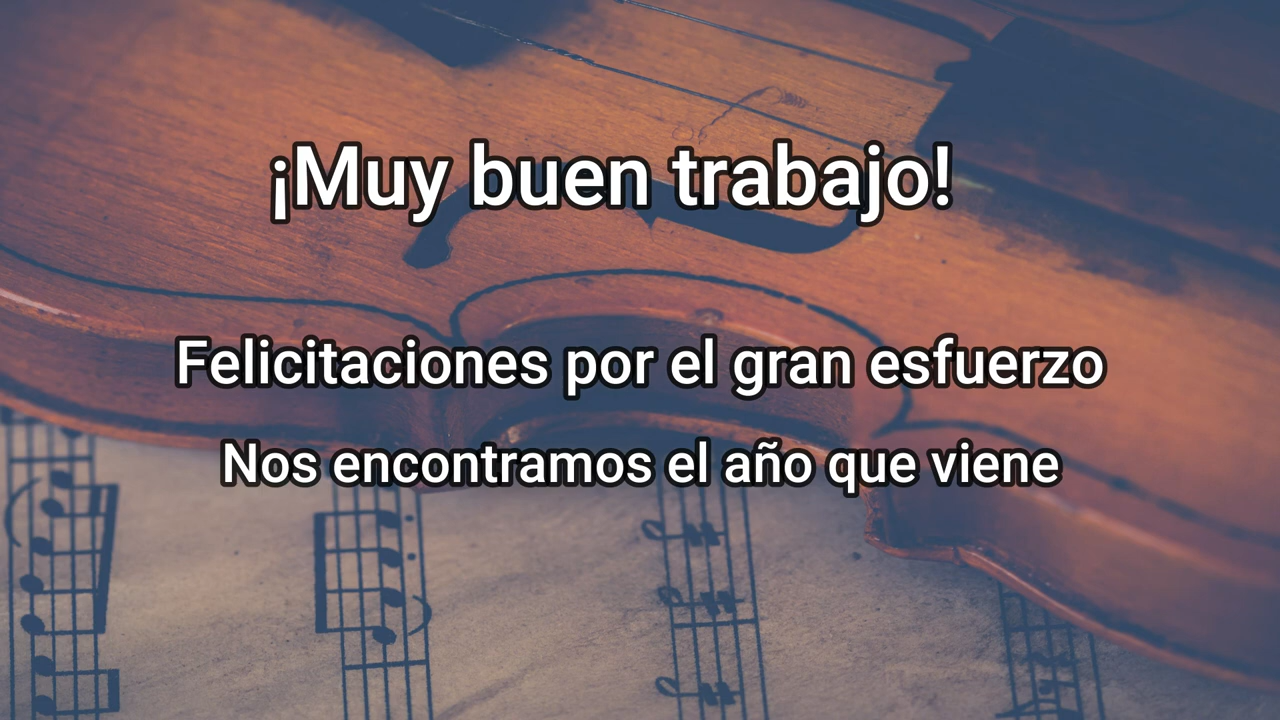 ¡Muy buen trabajo!
Felicitaciones por el gran esfuerzo
Nos encontramos el año que viene